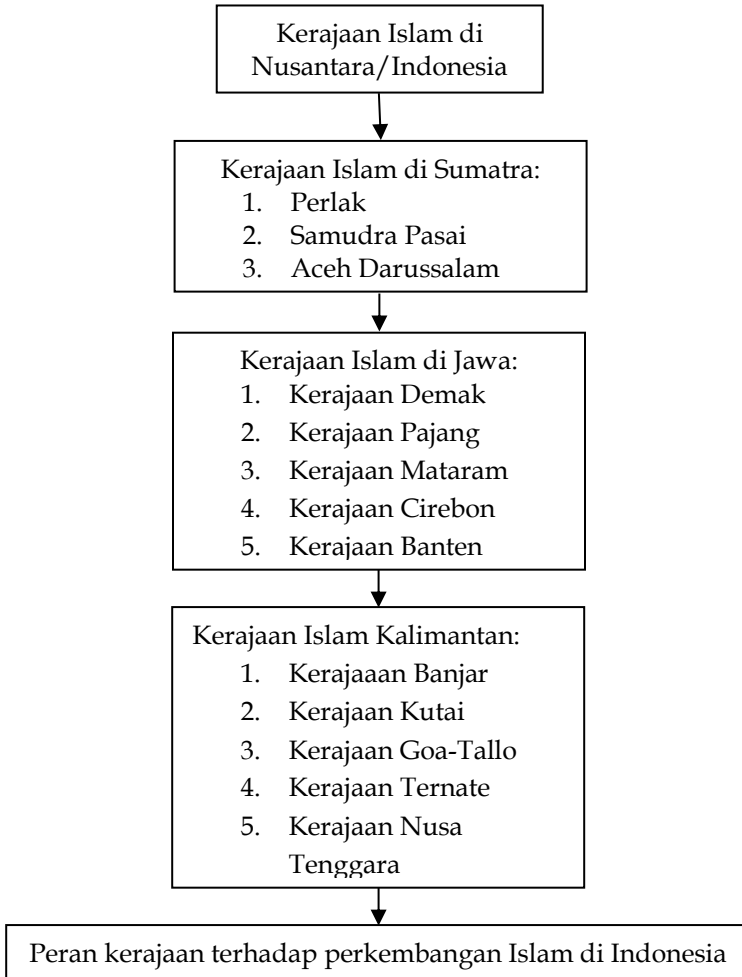 Kerajaan Islam di
Nusantara/Indonesia
Kerajaan Islam di Sumatra:
1. Perlak
2. Samudra Pasai
3. Aceh Darussalam
Kerajaan Islam di Jawa:
1. Kerajaan Demak
2. Kerajaan Pajang
3. Kerajaan Mataram
4. Kerajaan Cirebon
5. Kerajaan Banten
Kerajaan Islam Kalimantan:
1. Kerajaaan Banjar
2. Kerajaan Kutai
3. Kerajaan Goa-Tallo
4. Kerajaan Ternate
5. Kerajaan Nusa
Tenggara
Peran kerajaan terhadap perkembangan Islam di Indonesia